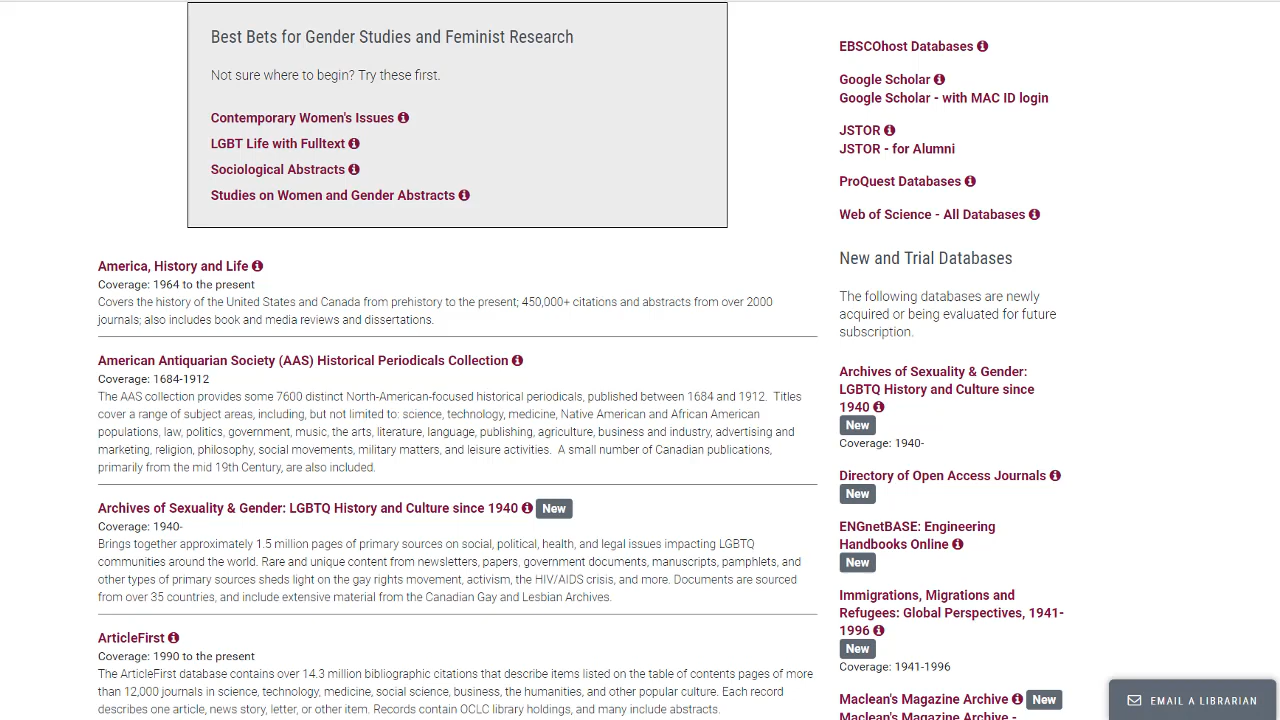 Best Bets for Gender Studies and Feminist Research
Not sure where to begin? Try these first.
Contemporary Women's Issues
LGBT Life with Fulltext
Sociological Abstracts
Studies on Women and Gender Abstracts
America, History and Life
Coverage: 1964 to the present
Covers the history of the United States and Canada from prehistory to the present; 450,000+ citations and abstracts from over 2000
journals; also includes book and media reviews and dissertations.
American Antiquarian Society (AAS) Historical Periodicals Collection
Coverage: 1684-1912
The AAS collection provides some 7600 distinct North-American-focused historical periodicals, published between 1684 and 1912. Titles
cover a range of subject areas, including, but not limited to: science, technology, medicine, Native American and African American
populations, law, politics, government, music, the arts, literature, language, publishing, agriculture, business and industry, advertising and
marketing, religion, philosophy, social movements, military matters, and leisure activities. A small number of Canadian publications,
primarily from the mid 19th Century, are also included.
Archives of Sexuality & Gender: LGBTQ History and Culture since 1940 New
Coverage: 1940-
Brings together approximately 1.5 million pages of primary sources on social, political, health, and legal issues impacting LGBTQ
communities around the world. Rare and unique content from newsletters, papers, government documents, manuscripts, pamphlets, and
other types of primary sources sheds light on the gay rights movement, activism, the HIV/AIDS crisis, and more. Documents are sourced
from over 35 countries, and include extensive material from the Canadian Gay and Lesbian Archives.
ArticleFirst
Coverage: 1990 to the present
The ArticleFirst database contains over 14.3 million bibliographic citations that describe items listed on the table of contents pages of more
than 12,000 journals in science, technology, medicine, social science, business, the humanities, and other popular culture. Each record
describes one article, news story, letter, or other item. Records contain OCLC library holdings, and many include abstracts.
EBSCOhost Databases
Google Scholar
Google Scholar - with MAC ID login
JSTOR
JSTOR - for Alumni
ProQuest Databases
Web of Science - All Databases
New and Trial Databases
The following databases are newly
acquired or being evaluated for future
subscription.
Archives of Sexuality & Gender:
LGBTQ History and Culture since
1940
New
Coverage: 1940-
Directory of Open Access Journals
New
ENGnetBASE: Engineering
Handbooks Online
New
Immigrations, Migrations and
Refugees: Global Perspectives, 1941-
1996
New
Coverage: 1941-1996
Maclean's Magazine Archive New
Maclean's Magazine Archive -
EMAIL A LIBRARIAN